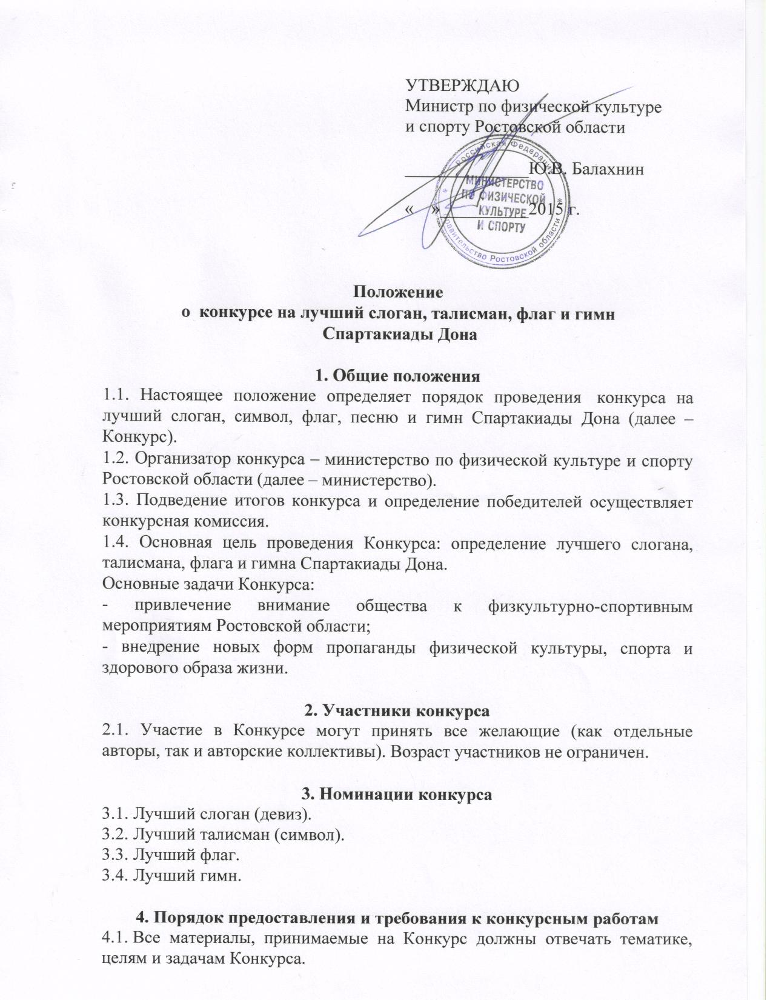 УТВЕРЖДАЮ
Министр по физической культуре
и спорту Ростовской области
______________Ю.В. Балахнин
«    »__________2015 г.
Российская Федерация
МИНИСТЕРСТВО
ПО ФИЗИЧЕСКОЙ
КУЛЬТУРЕ
И СПОРТУ
Правительство Ростовской области
Положение
о конкурсе на лучший слоган, талисман, флаг и гимн
Спартакиады Дона
1. Общие положения
1.1. Настоящее положение определяет порядок проведения конкурса на
лучший слоган, символ, флаг, песню и гимн Спартакиады Дона (далее –
Конкурс).
1.2. Организатор конкурса – министерство по физической культуре и спорту
Ростовской области (далее – министерство).
1.3. Подведение итогов конкурса и определение победителей осуществляет
конкурсная комиссия.
1.4. Основная цель проведения Конкурса: определение лучшего слогана,
талисмана, флага и гимна Спартакиады Дона.
Основные задачи Конкурса:
- привлечение внимание общества к физкультурно-спортивным
мероприятиям Ростовской области;
- внедрение новых форм пропаганды физической культуры, спорта и
здорового образа жизни.
2. Участники конкурса
2.1. Участие в Конкурсе могут принять все желающие (как отдельные
авторы, так и авторские коллективы). Возраст участников не ограничен.
3. Номинации конкурса
3.1. Лучший слоган (девиз).
3.2. Лучший талисман (символ).
3.3. Лучший флаг.
3.4. Лучший гимн.
4. Порядок предоставления и требования к конкурсным работам
4.1. Все материалы, принимаемые на Конкурс должны отвечать тематике,
целям и задачам Конкурса.